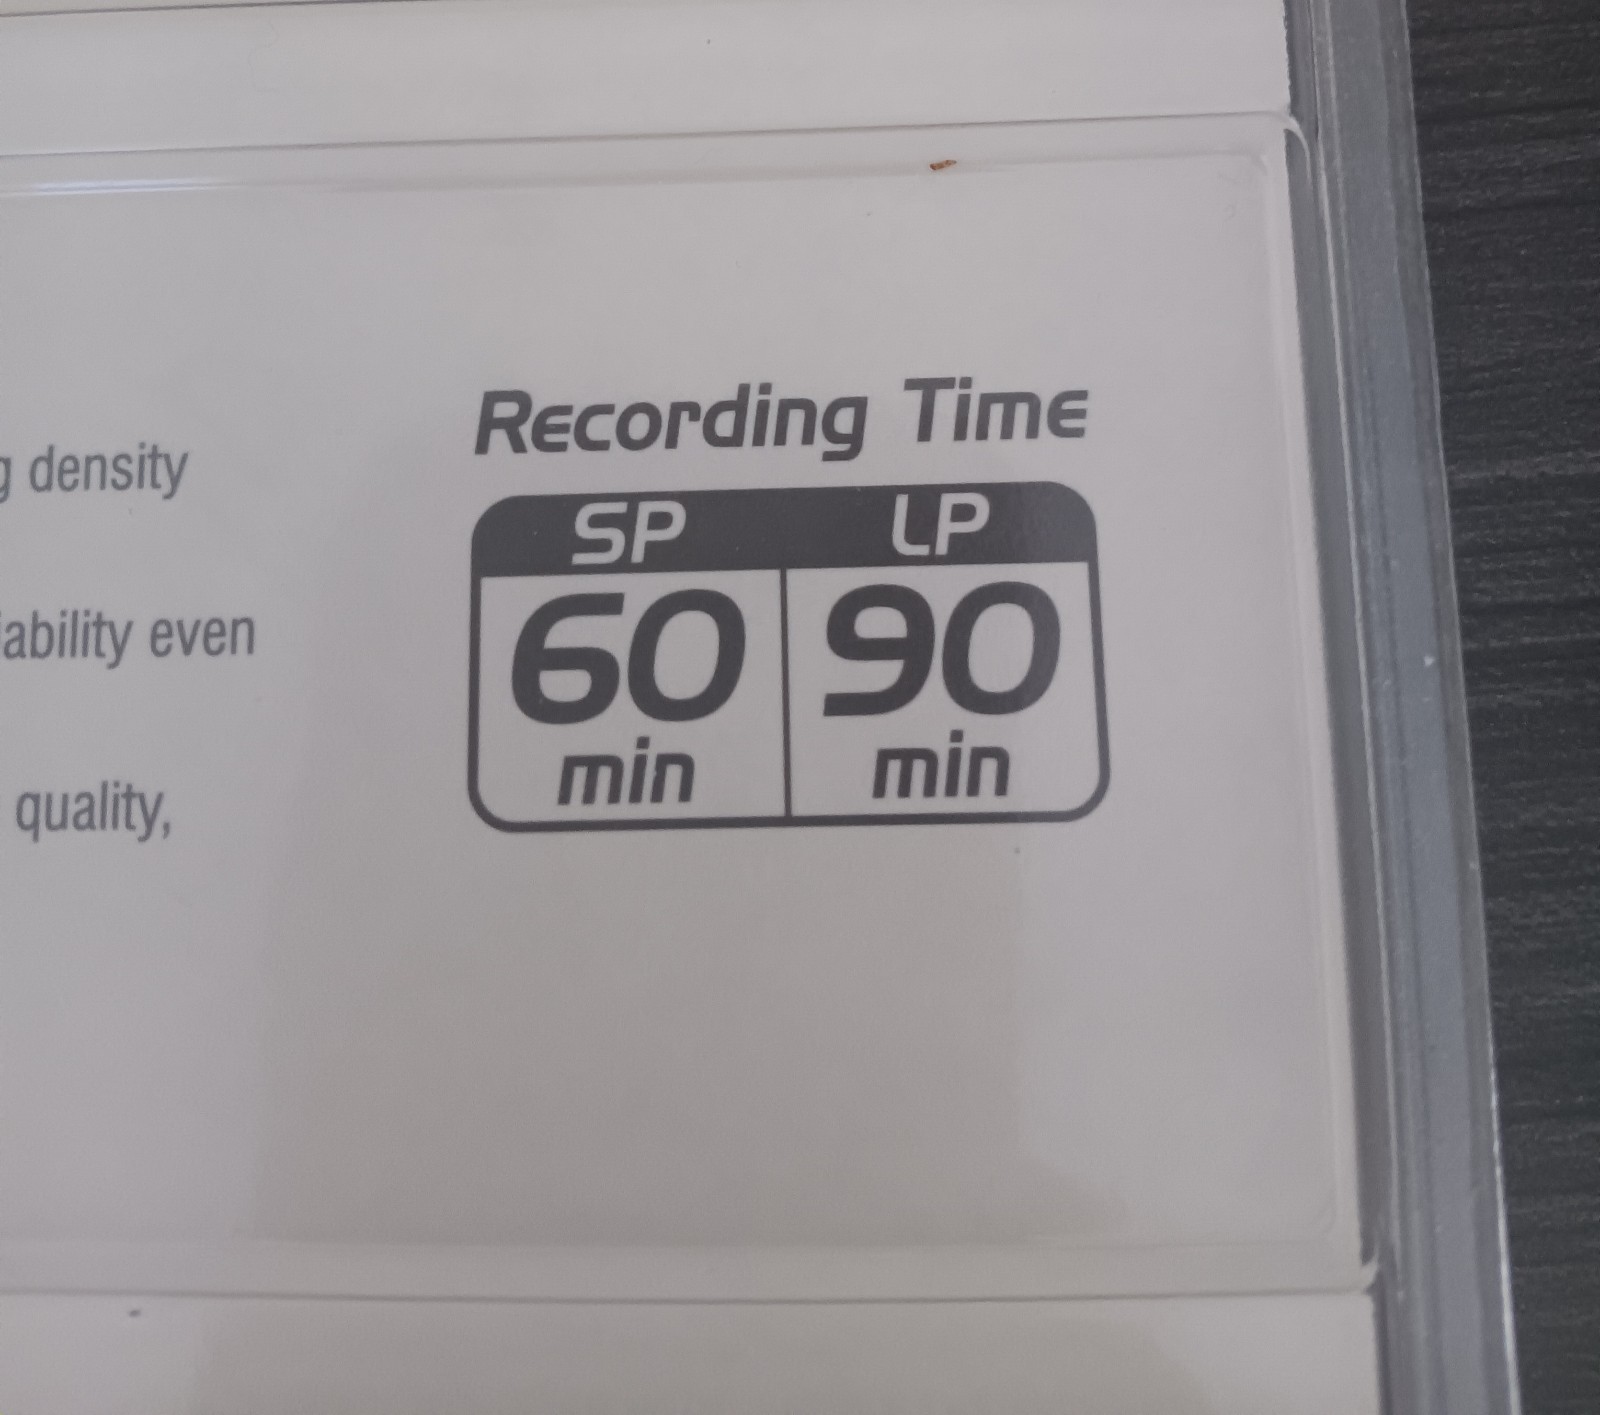 Recording Time
SP LP
60 90
min min
density
ability even
quality,